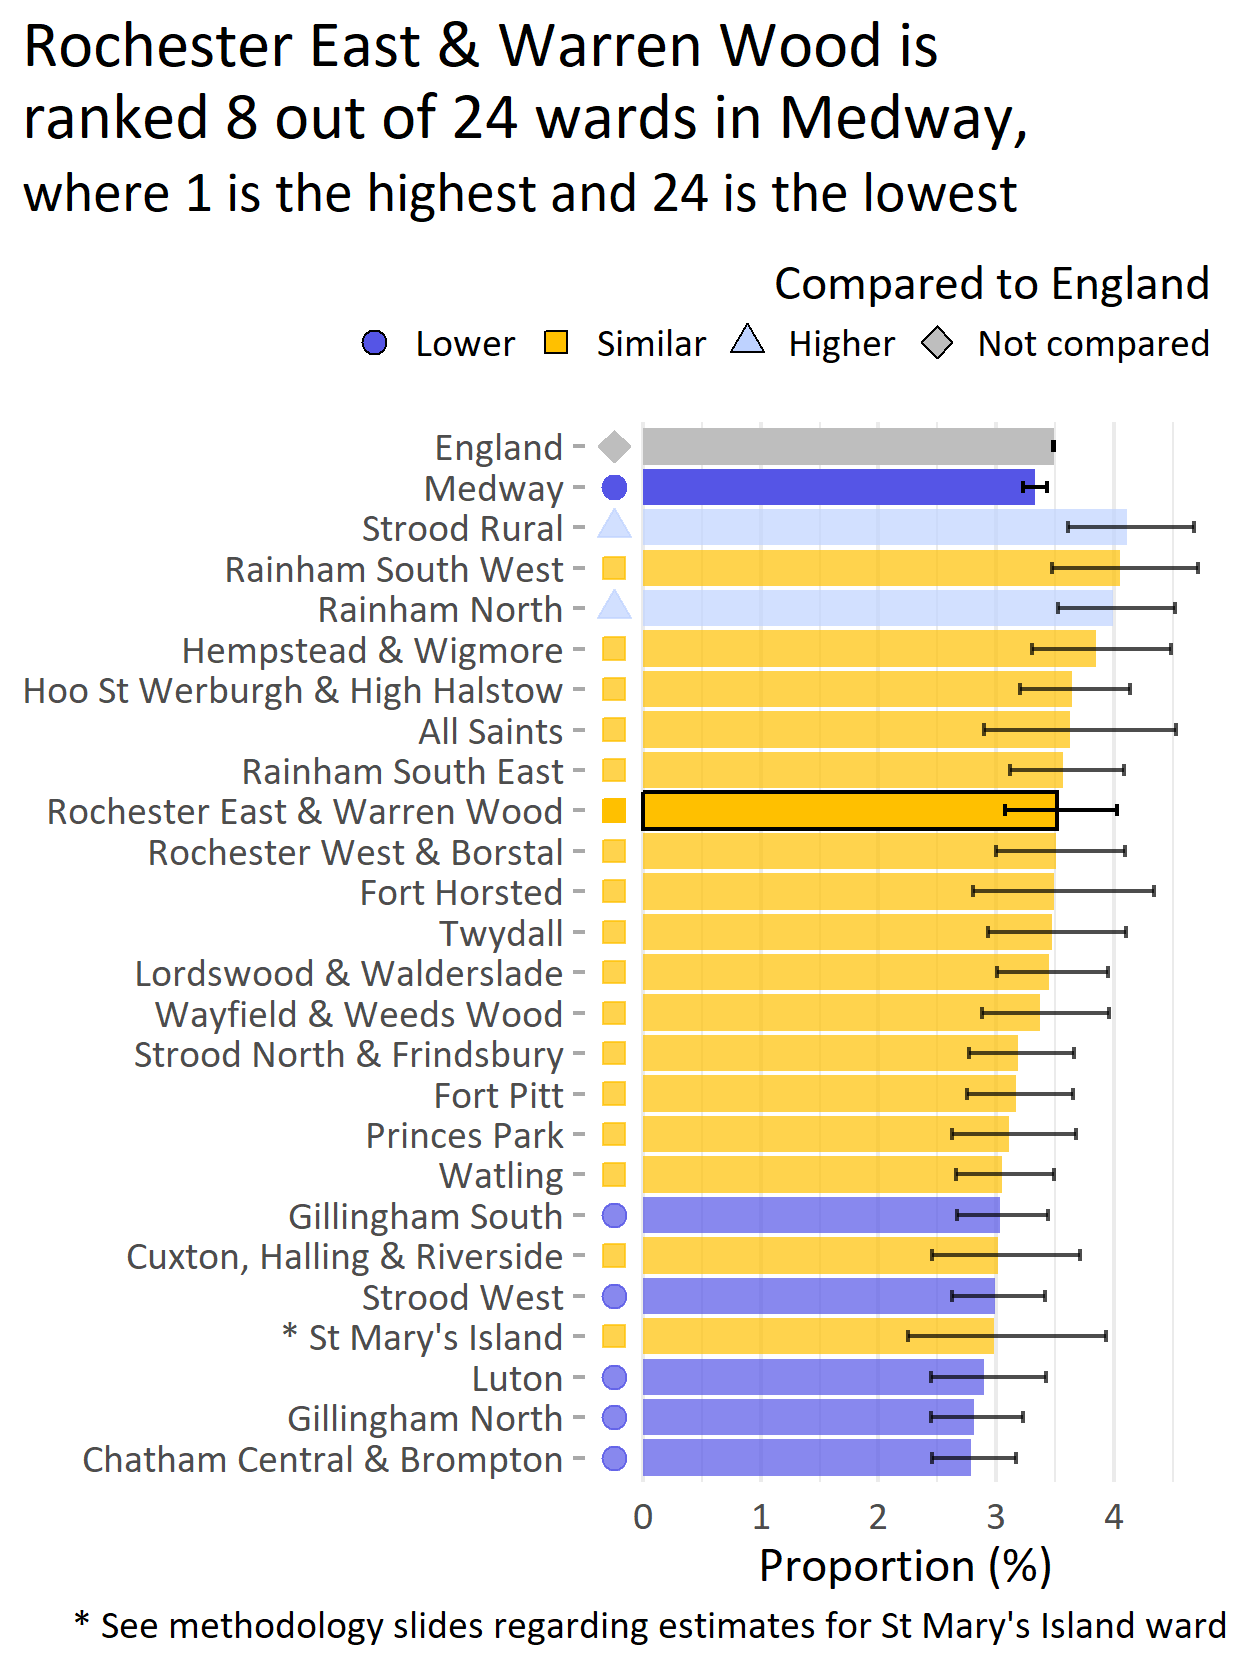 Rochester East & Warren Wood is
ranked 8 out of 24 wards in Medway,
where 1 is the highest and 24 is the lowest
Compared to England
Lower Similar Higher Not compared
England
Medway
Strood Rural
Rainham South West
Rainham North
Hempstead & Wigmore
Hoo St Werburgh & High Halstow
All Saints
Rainham South East
Rochester East & Warren Wood
Rochester West & Borstal
Fort Horsted
Twydall
Lordswood & Walderslade
Wayfield & Weeds Wood
Strood North & Frindsbury
Fort Pitt
Princes Park
Watling
Gillingham South
Cuxton, Halling & Riverside
Strood West
* St Mary's Island
Luton
Gillingham North
Chatham Central & Brompton
0 1 2 3 4
Proportion (%)
* See methodology slides regarding estimates for St Mary's Island ward